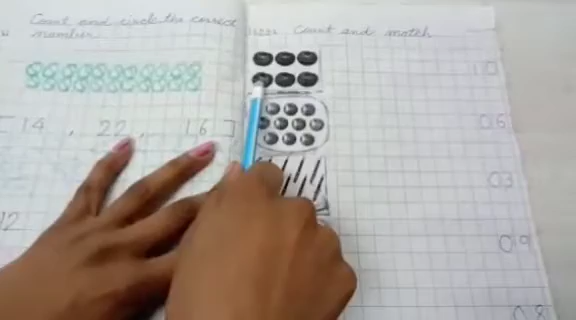 Count and circle the correct
number
[ 14 , 22 , 16 ]
12
Count and match
10
06
03
09
08